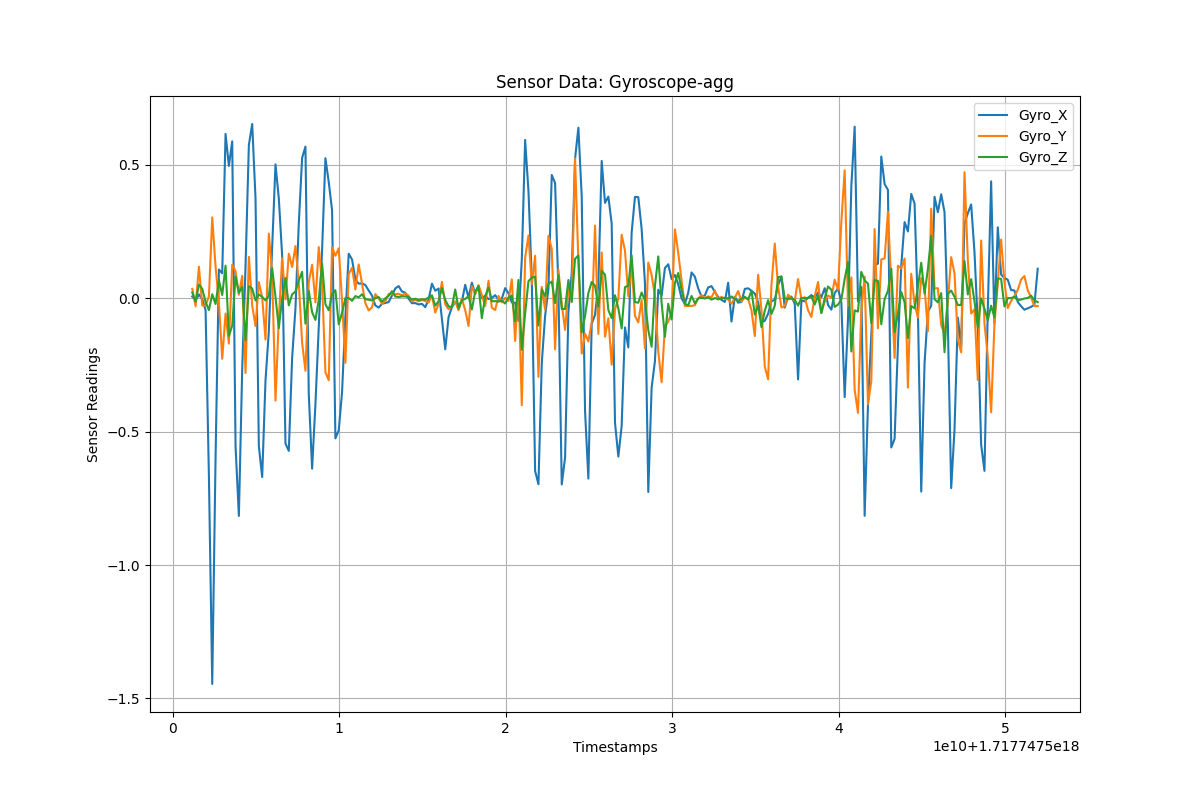 Sensor Data: Gyroscope-agg
Gyro_X
Gyro_Y
Gyro_Z
0.5
0.0
−0.5
−1.0
−1.5
Sensor Readings
0 1 2 3 4 5
Timestamps
1e10+1.7177475e18